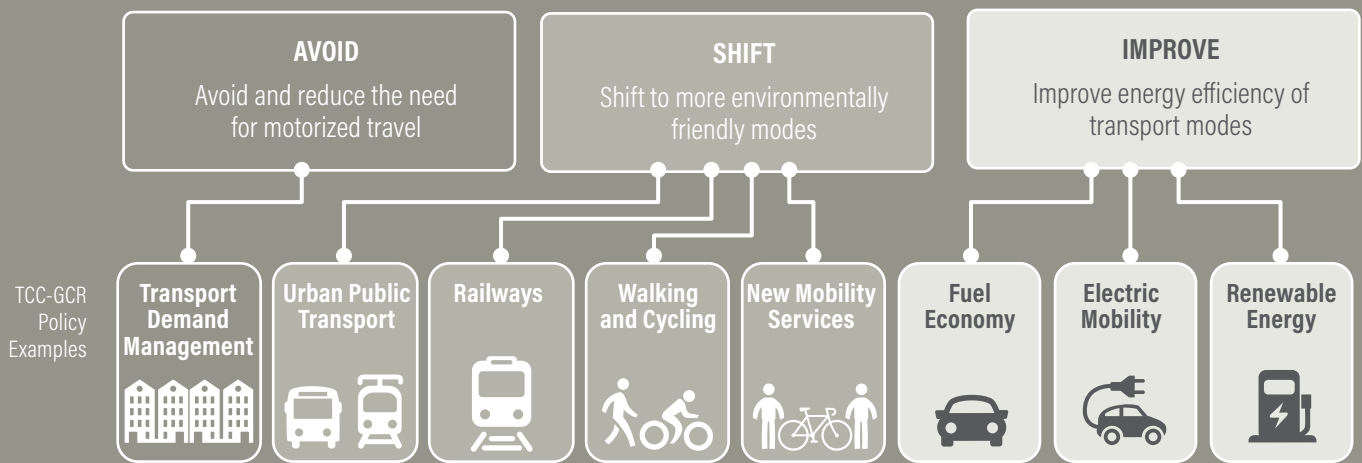 AVOID
Avoid and reduce the need
for motorized travel
SHIFT
Shift to more environmentally
friendly modes
IMPROVE
Improve energy efficiency of
transport modes
TCC-GCR
Policy
Examples
Transport
Demand
Management
Urban Public
Transport
Railways
Walking
and Cycling
New Mobility
Services
Fuel
Economy
Electric
Mobility
Renewable
Energy